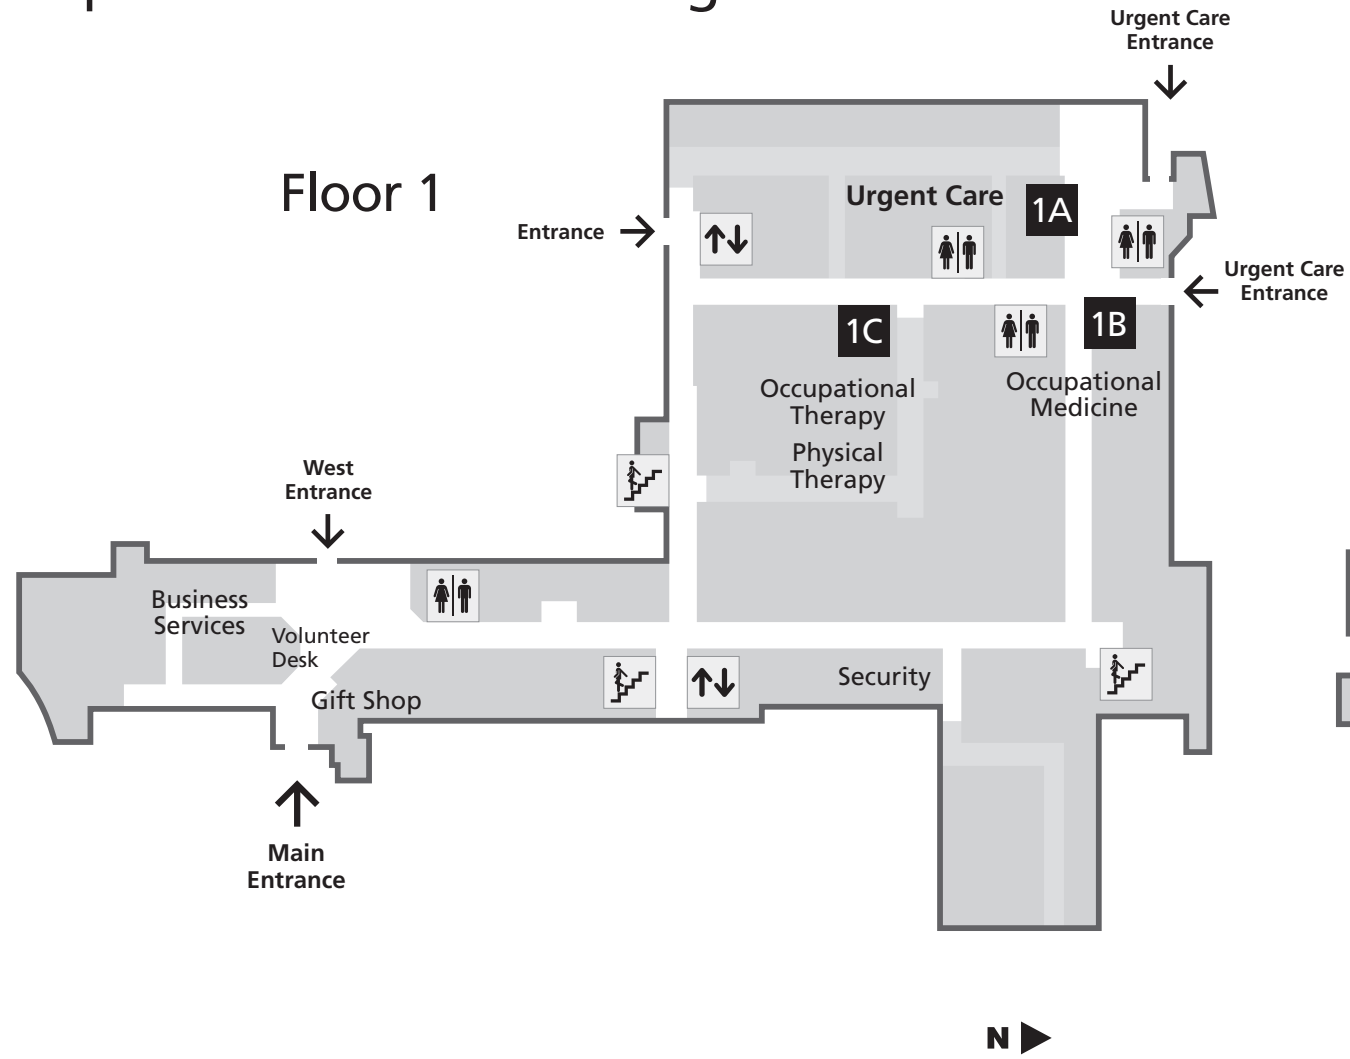 Urgent Care
Entrance
Floor 1
Urgent Care
1A
Entrance
Urgent Care
Entrance
1C
1B
Occupational
Therapy
Occupational
Medicine
Physical
Therapy
West
Entrance
Business
Services
Volunteer
Desk
Security
Gift Shop
Main
Entrance
N